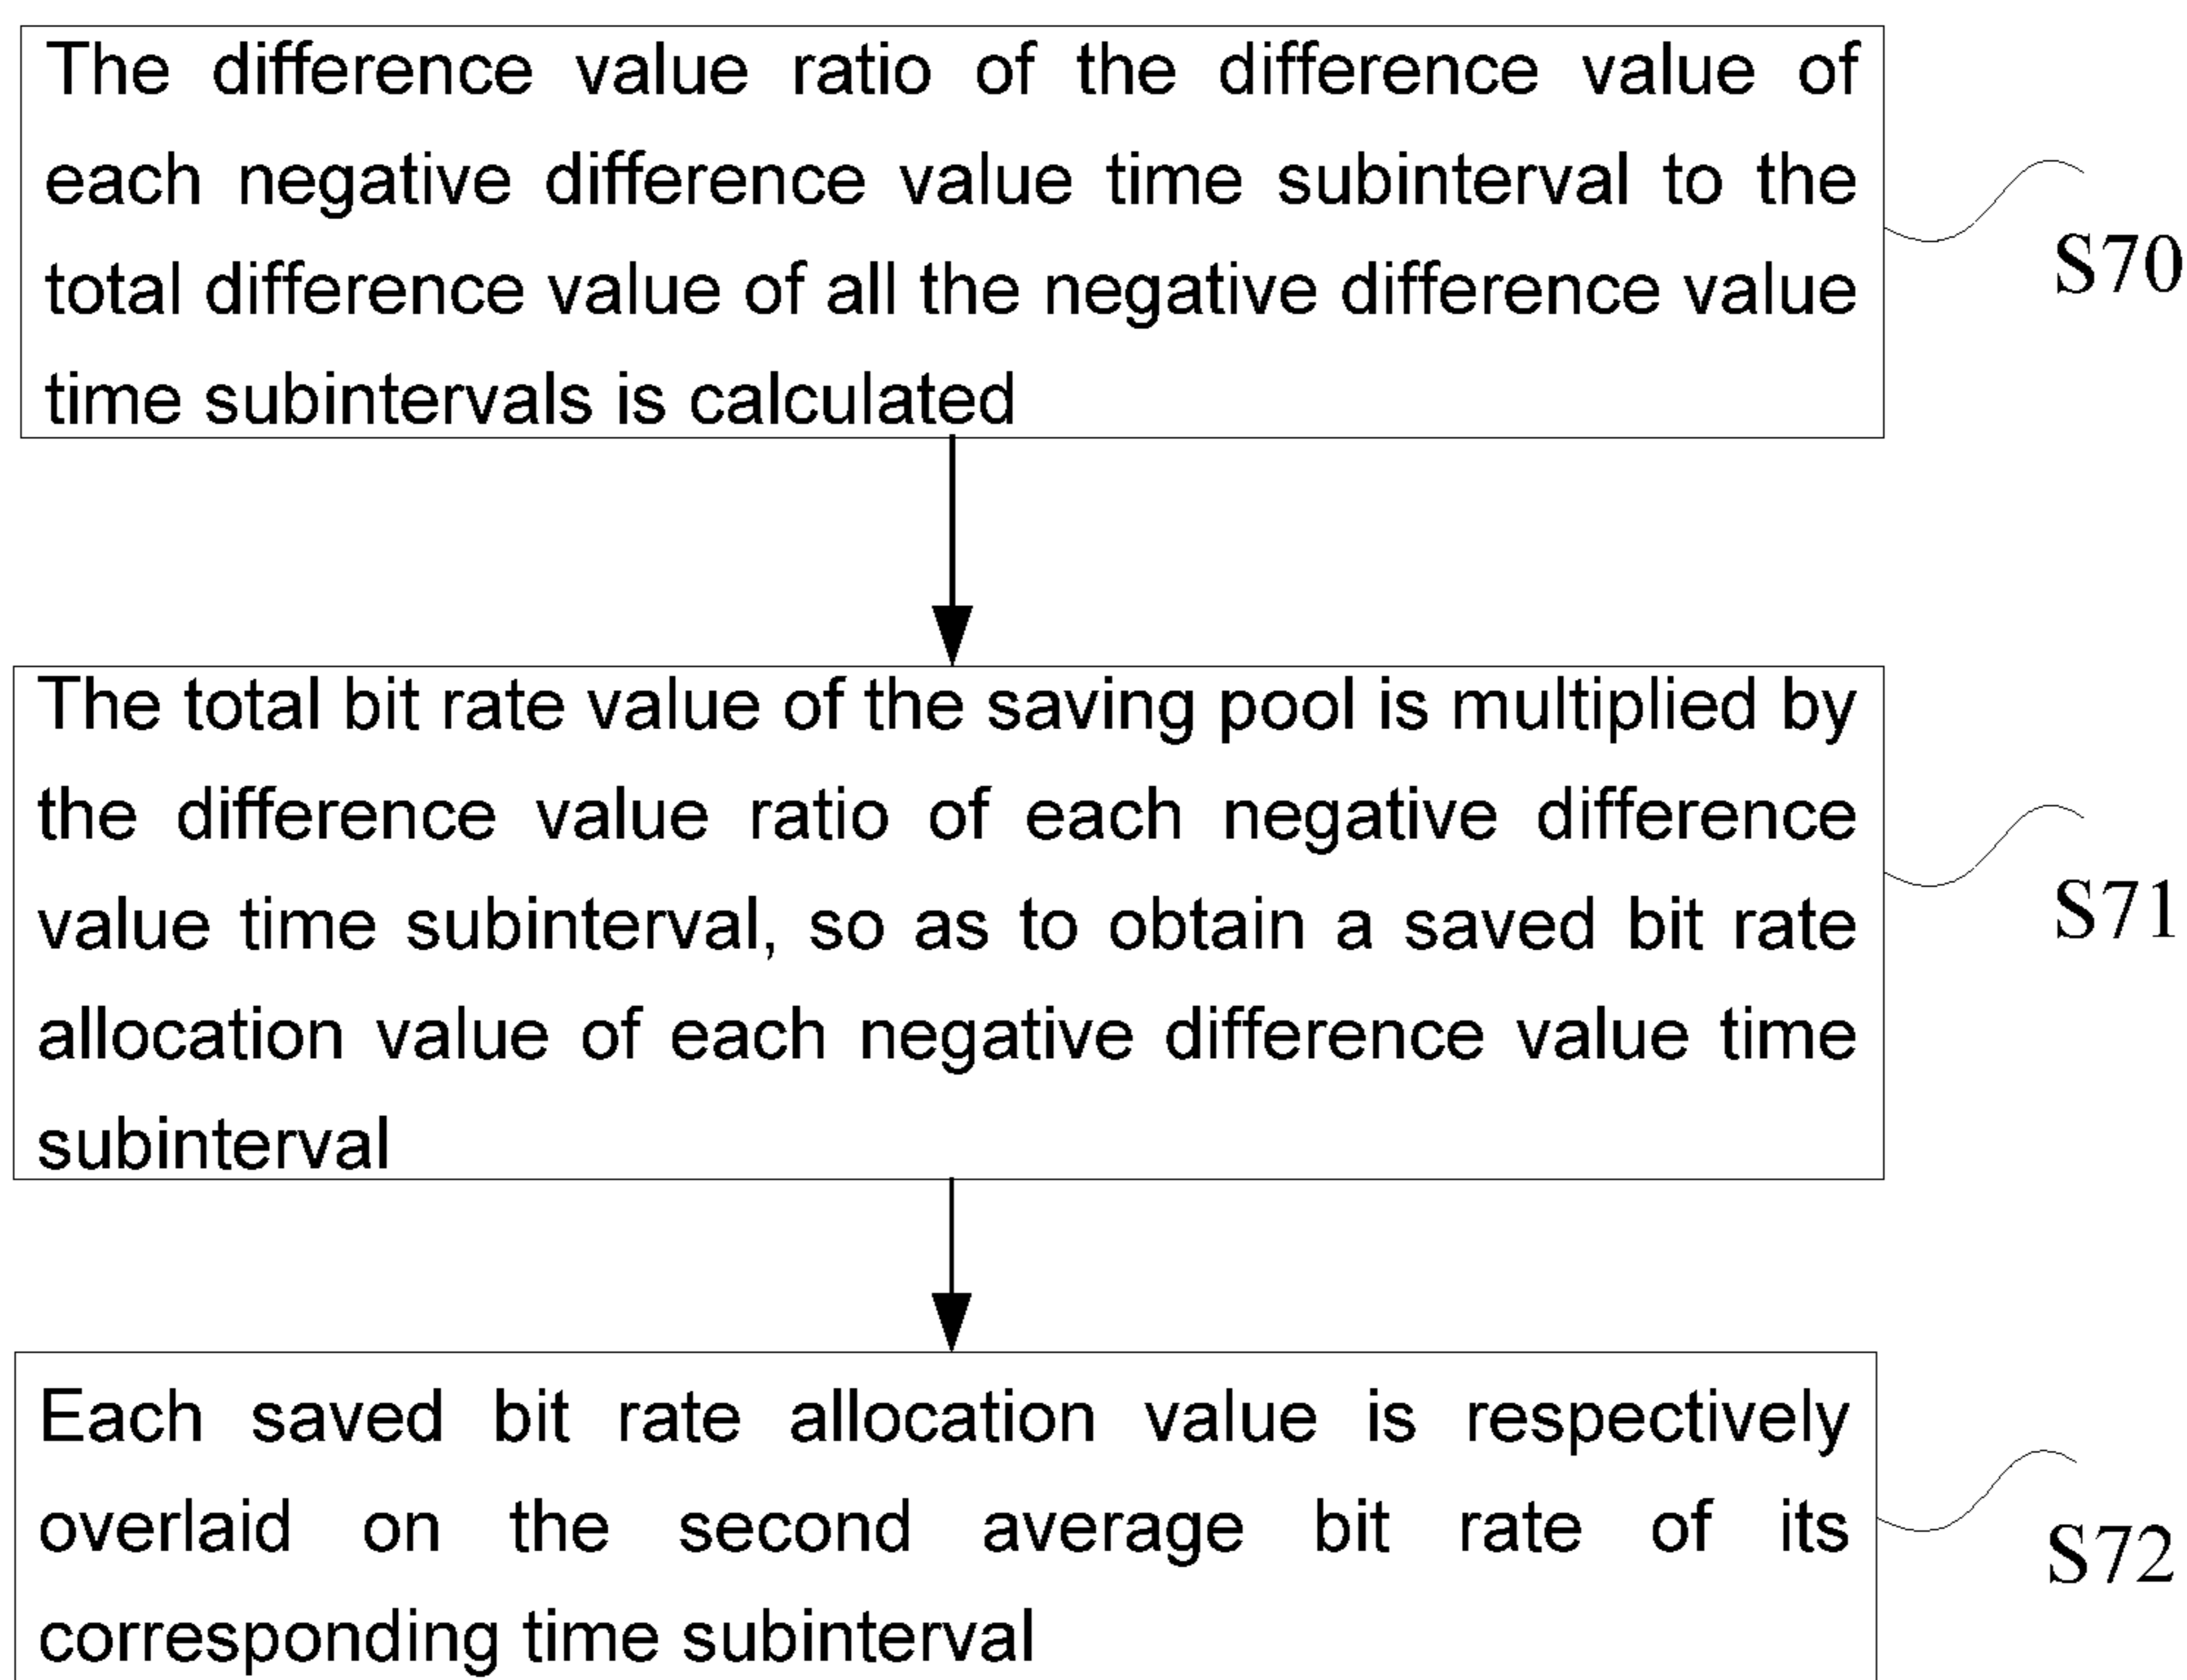 The difference value ratio of the difference value of
each negative difference value time subinterval to the
total difference value of all the negative difference value
time subintervals is calculated
S70
The total bit rate value of the saving pool is multiplied by
the difference value ratio of each negative difference
value time subinterval, so as to obtain a saved bit rate
allocation value of each negative difference value time
subinterval
S71
Each saved bit rate allocation value is respectively
overlaid on the second average bit rate of its
corresponding time subinterval
S72